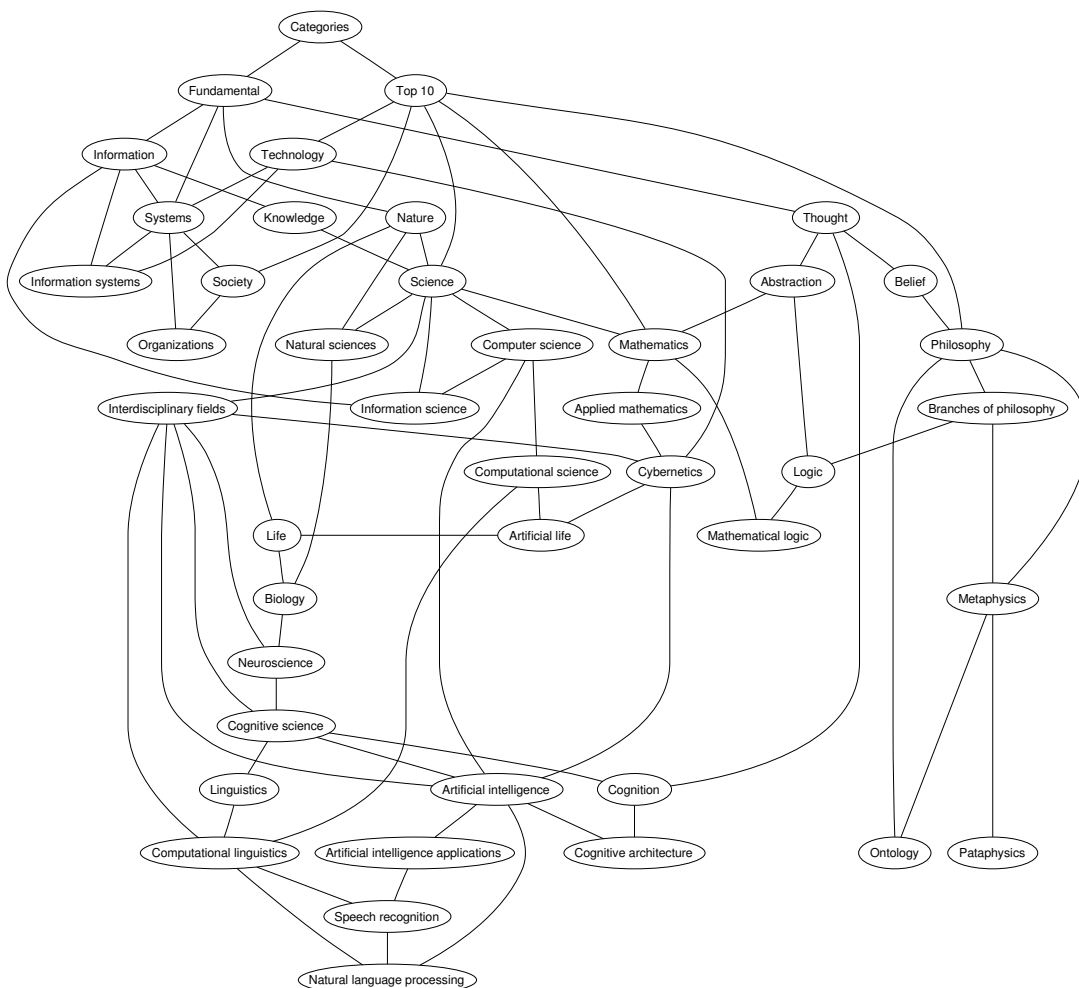 Categories
Fundamental
Top 10
Information
Technology
Systems
Knowledge
Nature
Thought
Information systems
Society
Science
Abstraction
Belief
Organizations
Natural sciences
Computer science
Mathematics
Philosophy
Interdisciplinary fields
Information science
Applied mathematics
Branches of philosophy
Computational science
Cybernetics
Logic
Life
Artificial life
Mathematical logic
Biology
Metaphysics
Neuroscience
Cognitive science
Linguistics
Artificial intelligence
Cognition
Computational linguistics
Artificial intelligence applications
Cognitive architecture
Ontology
Pataphysics
Speech recognition
Natural language processing